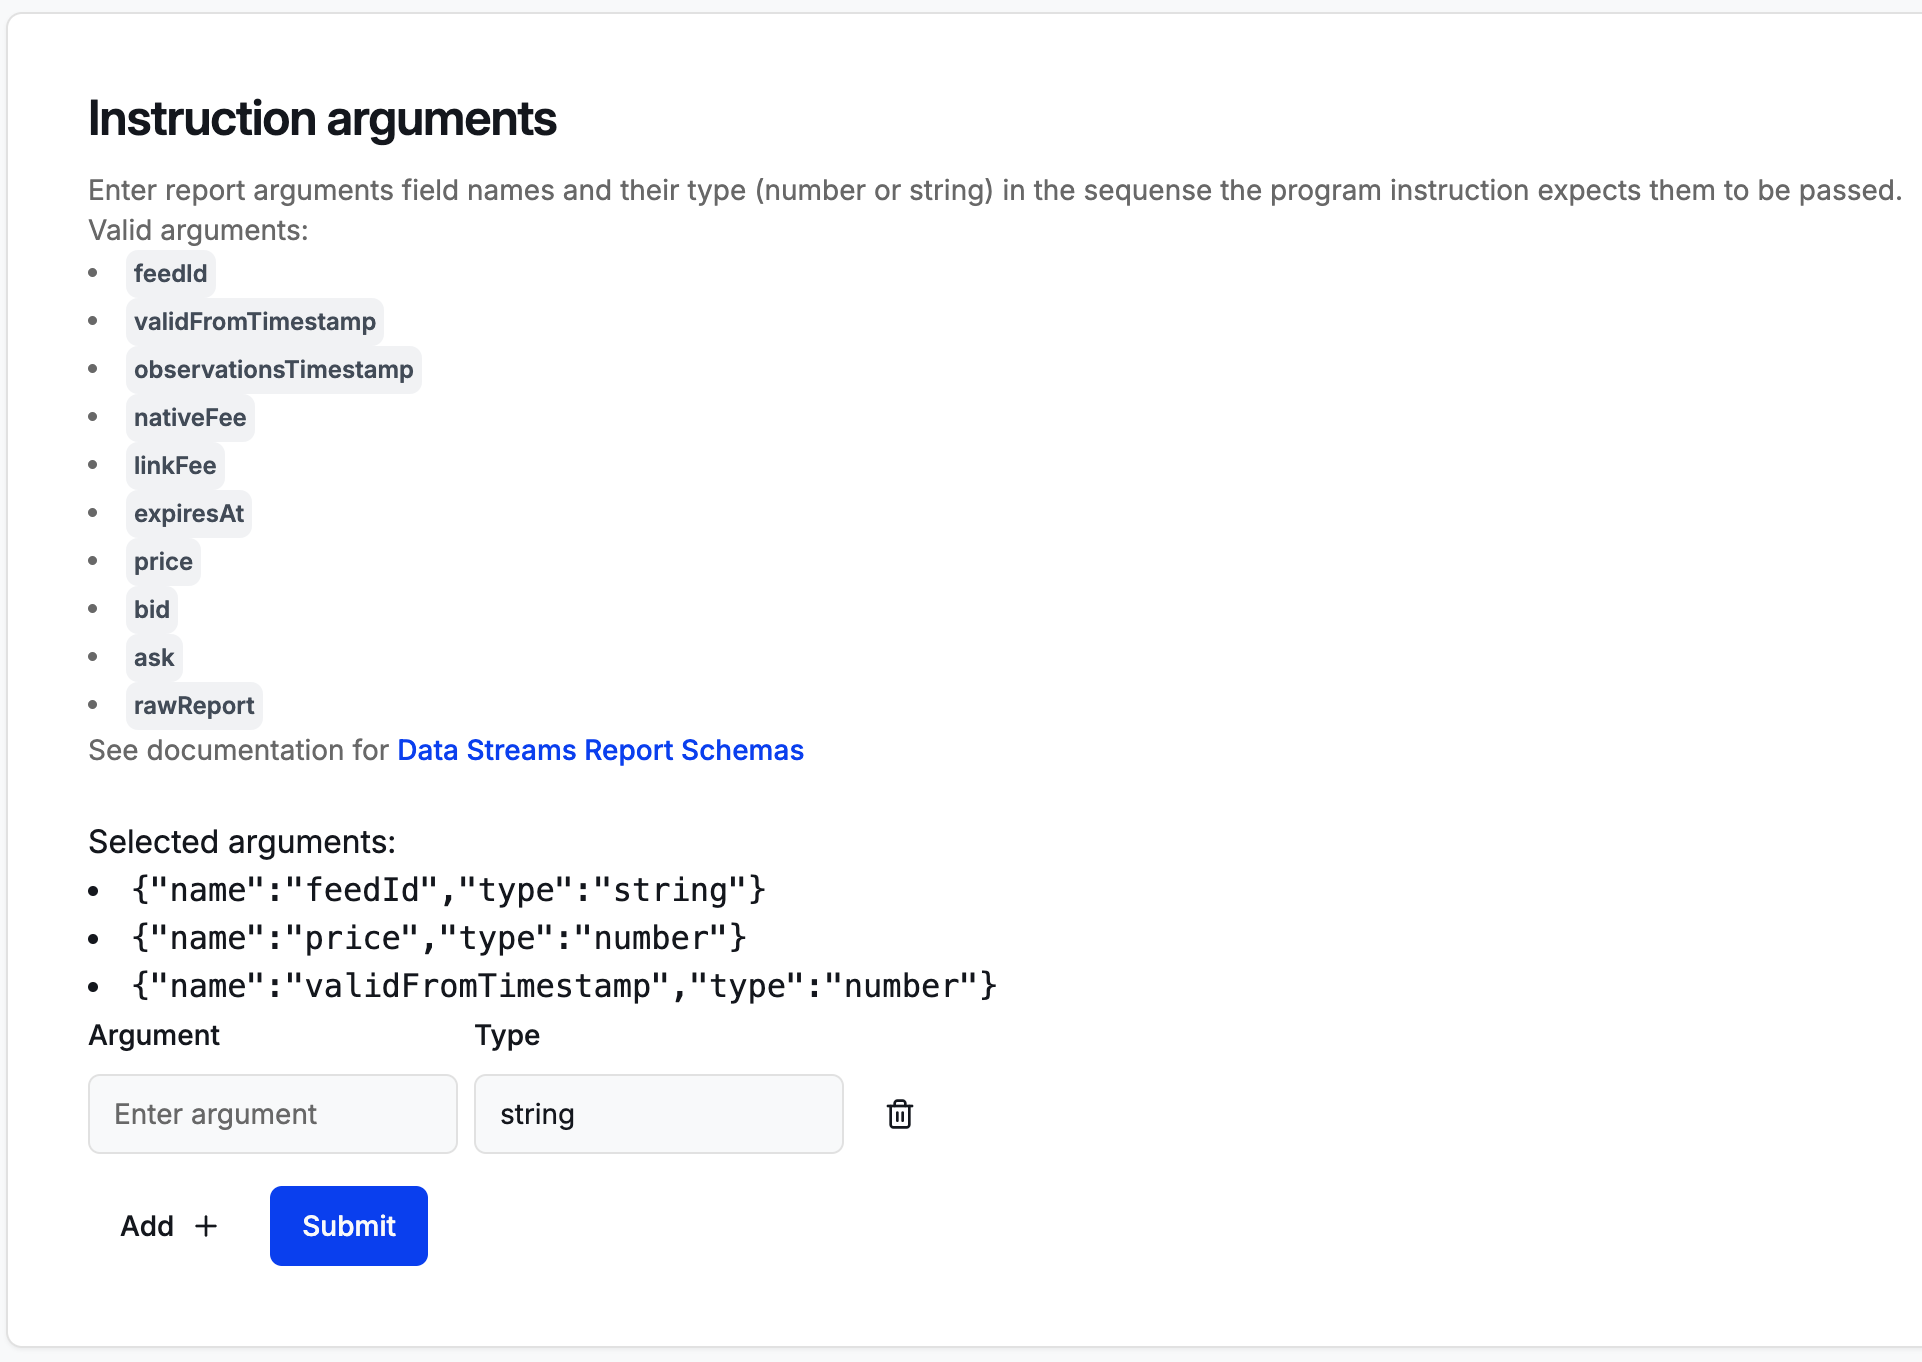 Instruction arguments
Enter report arguments field names and their type (number or string) in the sequense the program instruction expects them to be passed.
Valid arguments:
• feedId
• validFromTimestamp
• observationsTimestamp
• nativeFee
• linkFee
• expiresAt
• price
• bid
• ask
• rawReport
See documentation for Data Streams Report Schemas
Selected arguments:
• {"name":"feedId","type":"string"}
• {"name":"price","type":"number"}
• {"name":"validFromTimestamp","type":"number"}
Argument Type
Enter argument string
Add + Submit